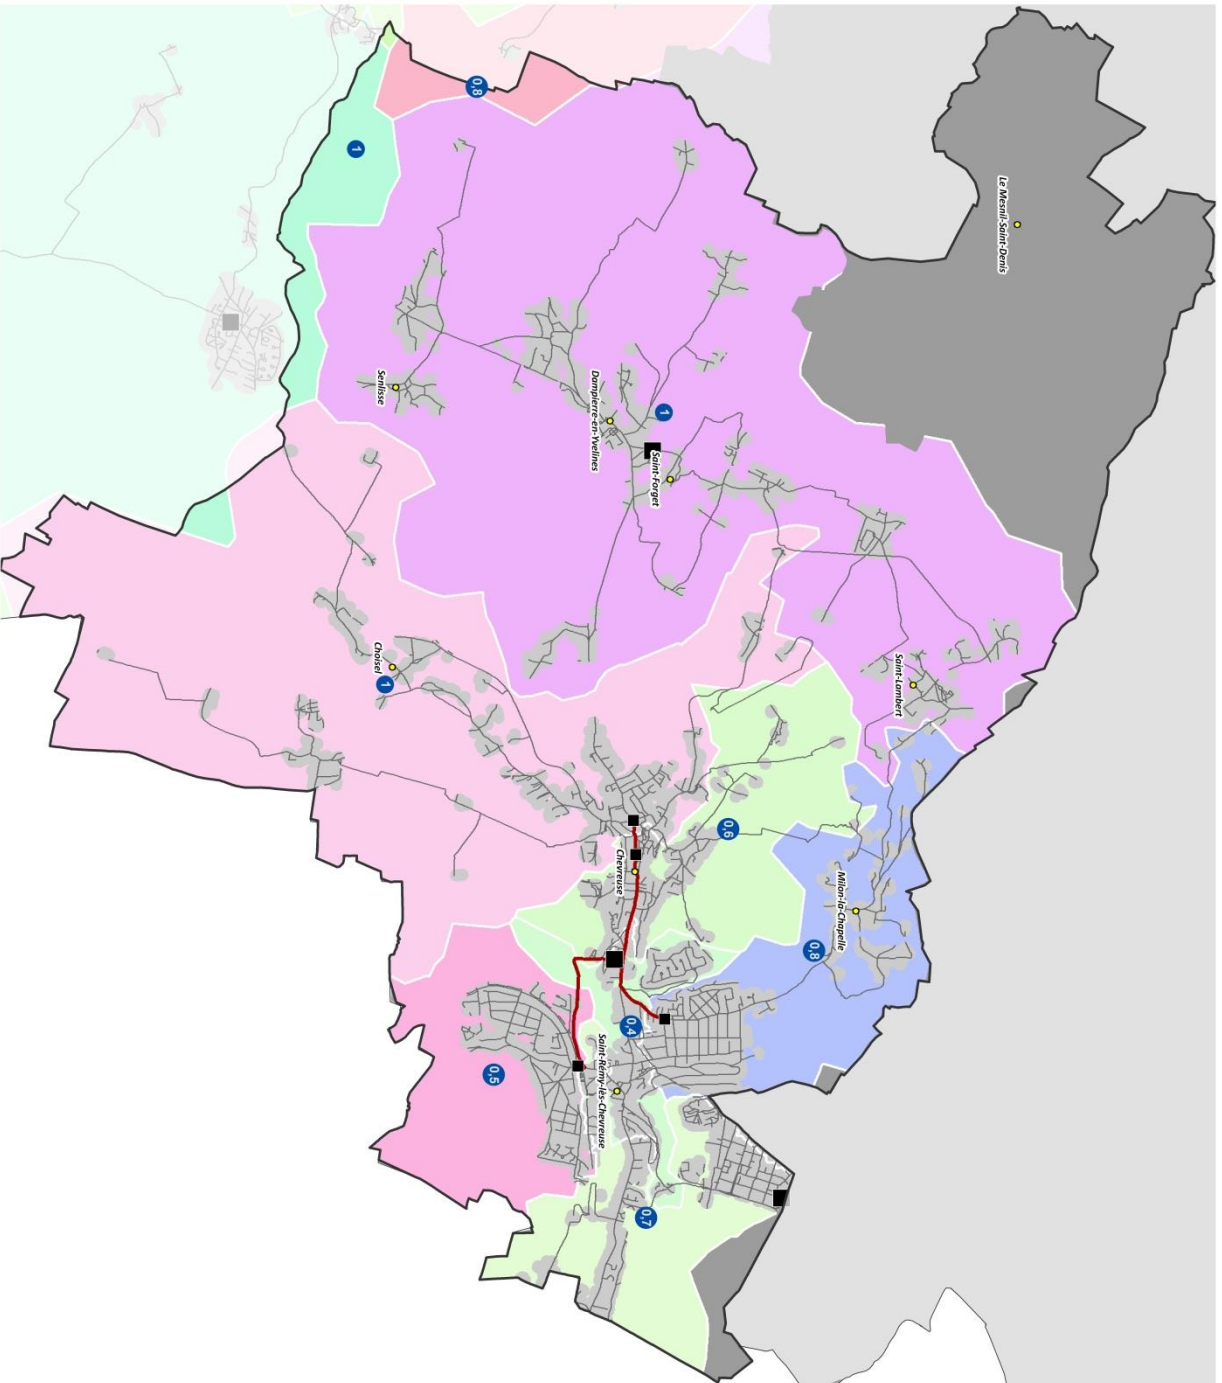 Le Mesnil-Saint-Denis
0,8
1
Senlisse
Dampierre-en-Yvelines
1
Saint-Forget
Saint-Lambert
Choisel
1
0,6
Chevreuse
Milon-la-Chapelle
0,8
0,4
Saint-Rémy-lès-Chevreuse
0,5
0,7